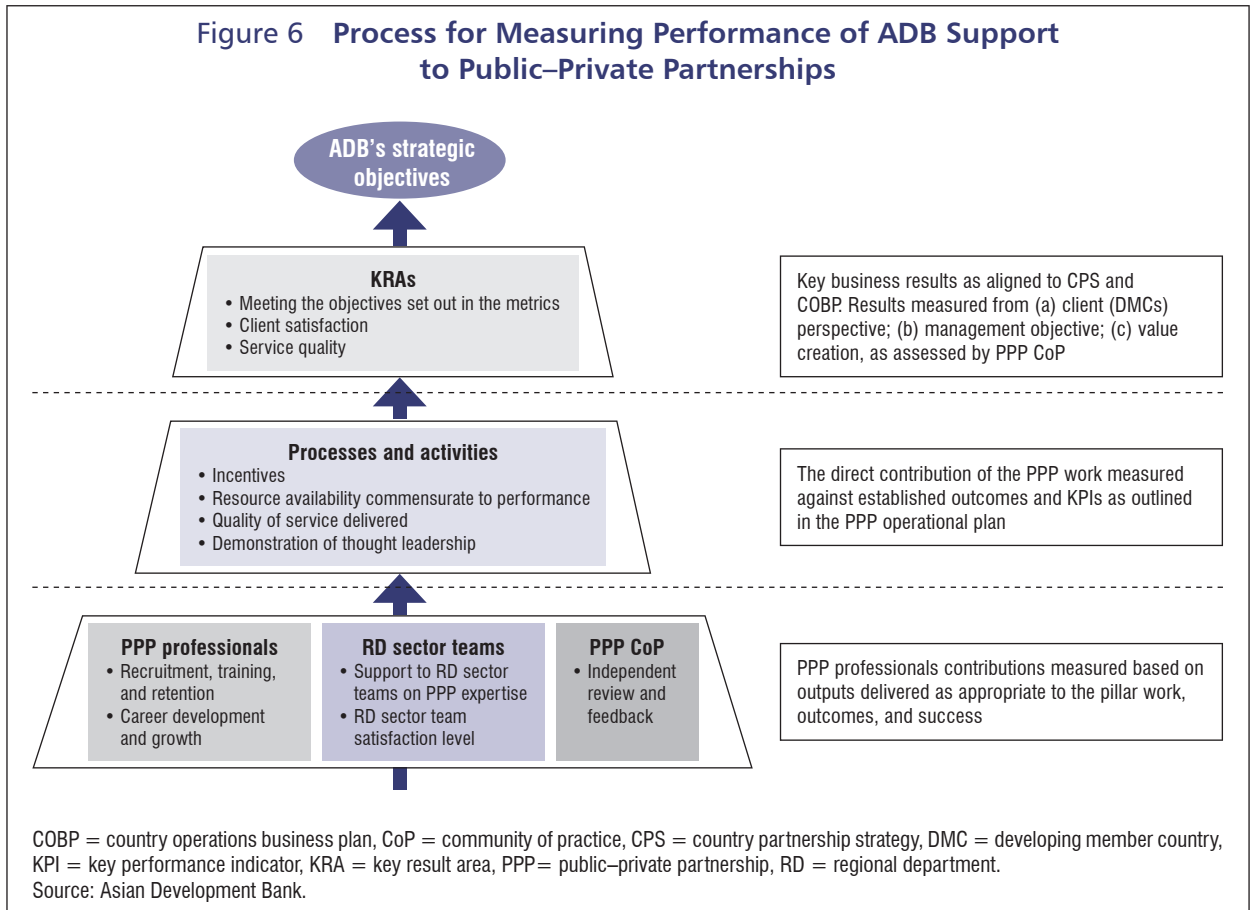 Figure 6 Process for Measuring Performance of ADB Support
to Public–Private Partnerships
ADB's strategic
objectives
KRAs
• Meeting the objectives set out in the metrics
• Client satisfaction
• Service quality
Key business results as aligned to CPS and
COBP. Results measured from (a) client (DMCs)
perspective; (b) management objective; (c) value
creation, as assessed by PPP CoP
Processes and activities
• Incentives
• Resource availability commensurate to performance
• Quality of service delivered
• Demonstration of thought leadership
The direct contribution of the PPP work measured
against established outcomes and KPIs as outlined
in the PPP operational plan
PPP professionals
• Recruitment, training,
and retention
• Career development
and growth
RD sector teams
• Support to RD sector
teams on PPP expertise
• RD sector team
satisfaction level
PPP CoP
• Independent
review and
feedback
PPP professionals contributions measured based on
outputs delivered as appropriate to the pillar work,
outcomes, and success
COBP = country operations business plan, CoP = community of practice, CPS = country partnership strategy, DMC = developing member country,
KPI = key performance indicator, KRA = key result area, PPP= public–private partnership, RD = regional department.
Source: Asian Development Bank.